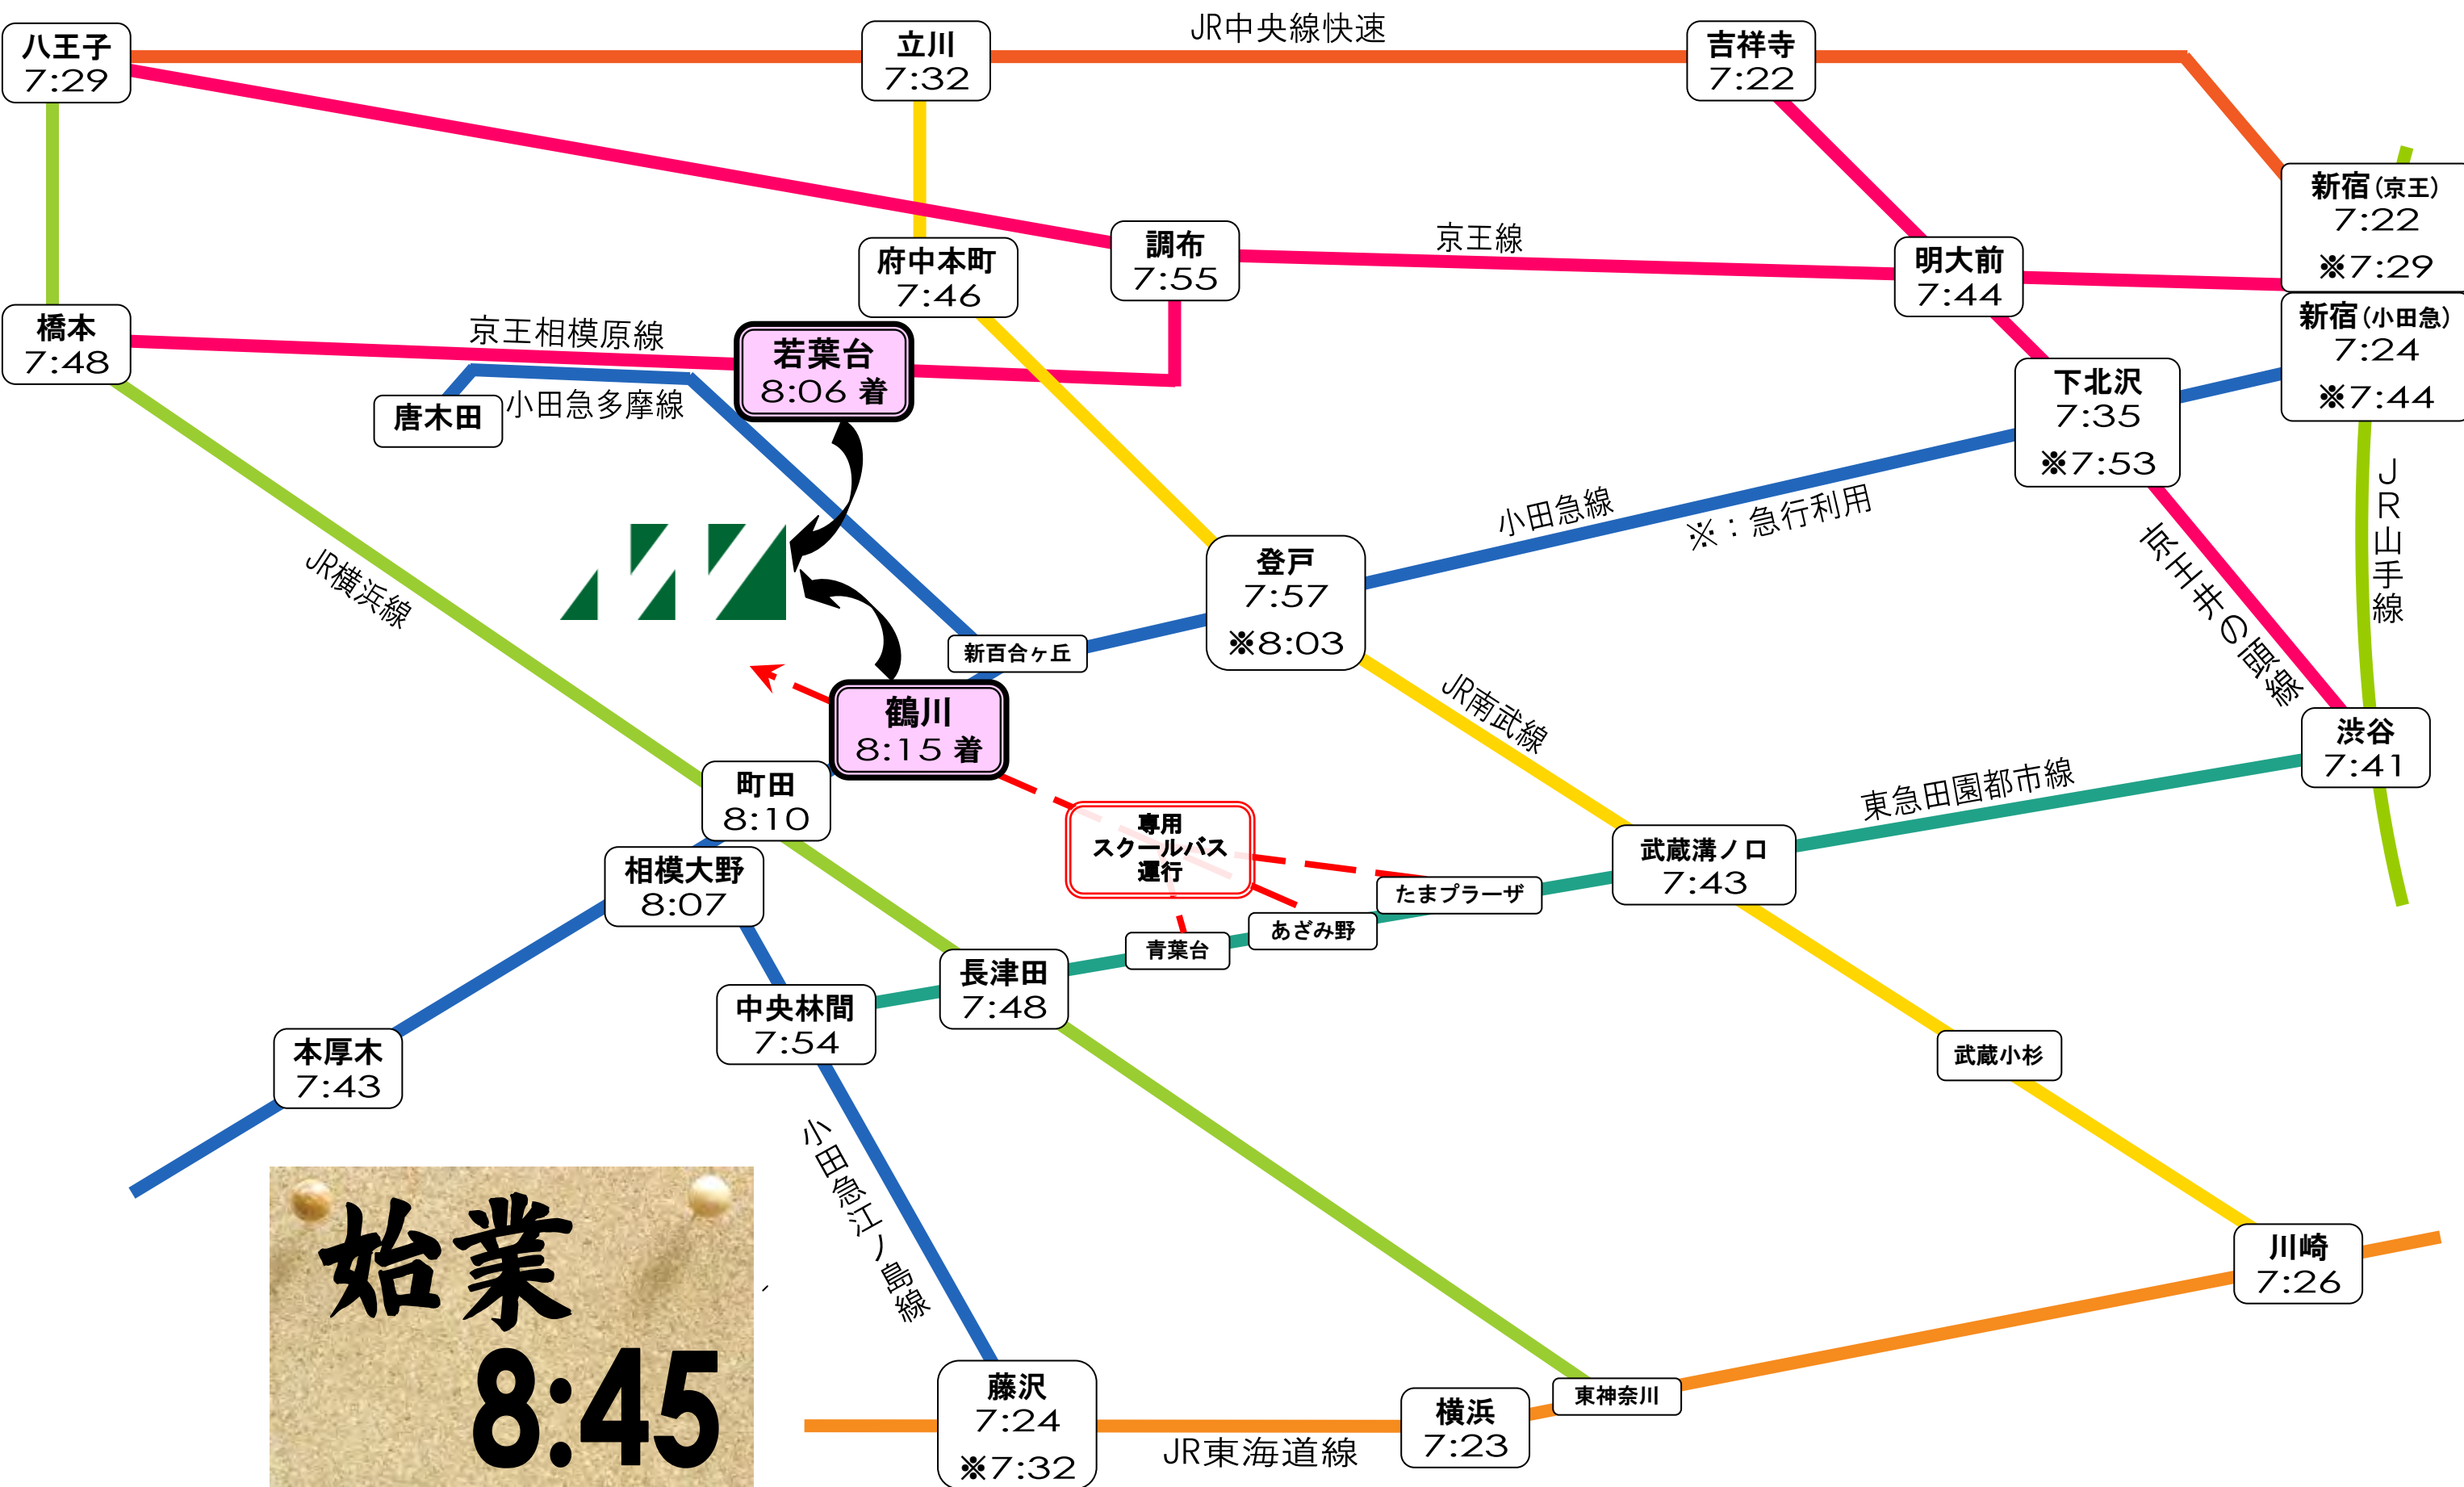 JR中央線快速
八王子
7:29
立川
7:32
吉祥寺
7:22
新宿(京王)
7:22
※7:29
京王線
調布
7:55
明大前
7:44
府中本町
7:46
新宿(小田急)
7:24
※7:44
橋本
7:48
京王相模原線
若葉台
8:06 着
唐木田
小田急多摩線
下北沢
7:35
※7:53
JR山手線
小田急線
※:急行利用
京王井の頭線
登戸
7:57
※8:03
JR横浜線
新百合ヶ丘
鶴川
8:15 着
JR南武線
渋谷
7:41
町田
8:10
東急田園都市線
専用
スクールバス
運行
武蔵溝ノ口
7:43
相模大野
8:07
たまプラーザ
あざみ野
青葉台
長津田
7:48
中央林間
7:54
本厚木
7:43
武蔵小杉
小田急江ノ島線
始業
8:45
川崎
7:26
藤沢
7:24
※7:32
横浜
7:23
東神奈川
JR東海道線